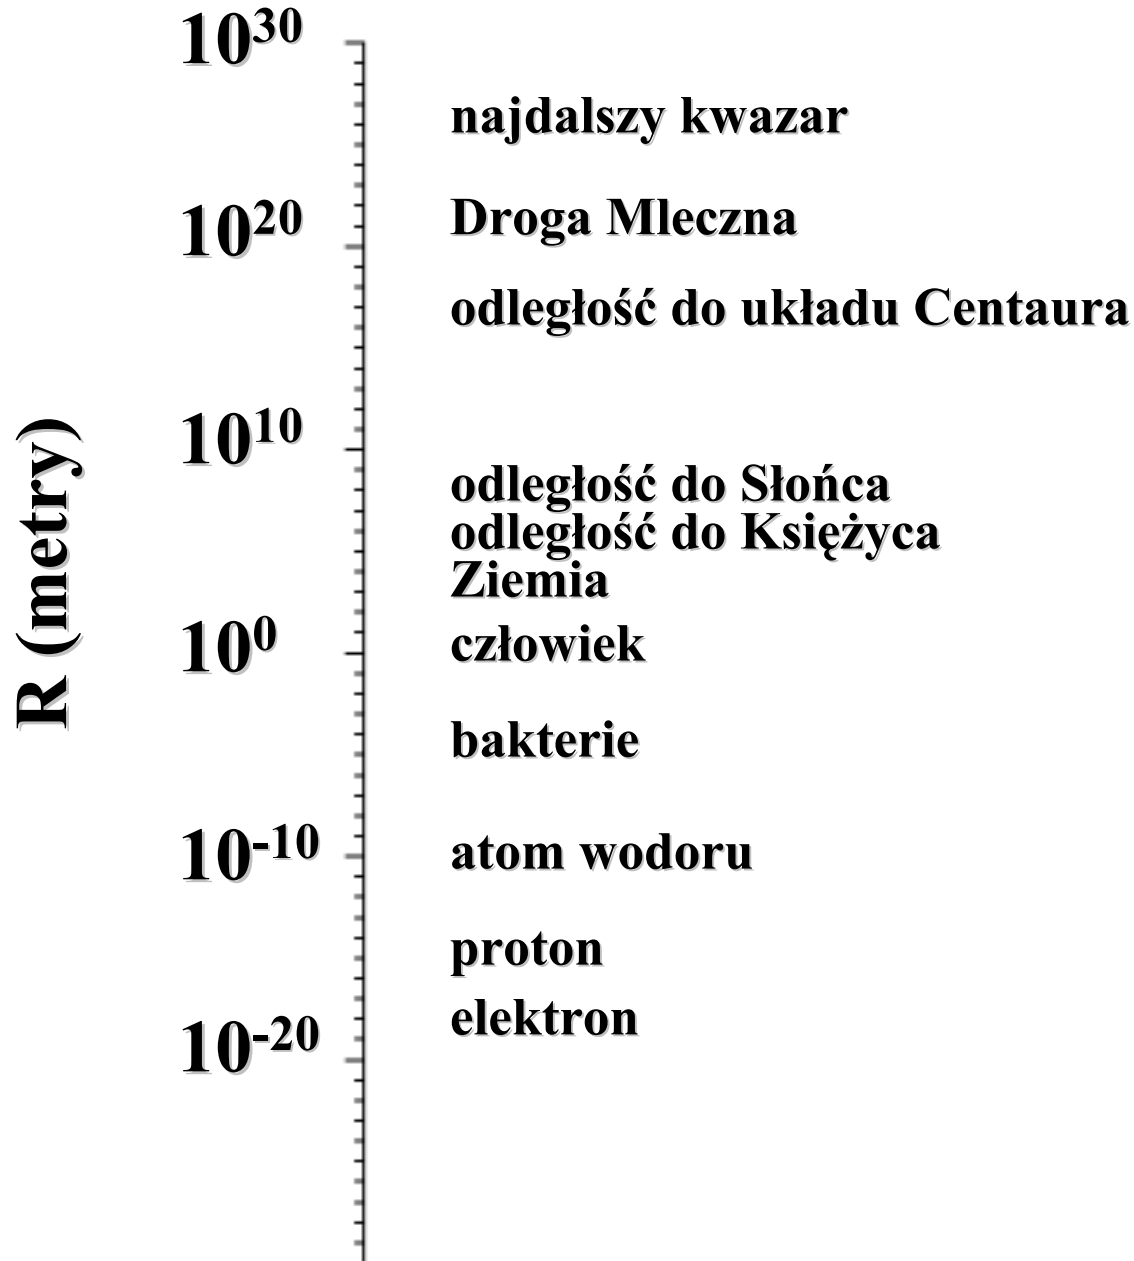 10³⁰
najdalszy kwazar
Droga Mleczna
10²⁰
odległość do układu Centaura
10¹⁰
odległość do Słońca
odległość do Księżyca
Ziemia
R (metry)
10⁰
człowiek
bakterie
10⁻¹⁰
atom wodoru
proton
elektron
10⁻²⁰